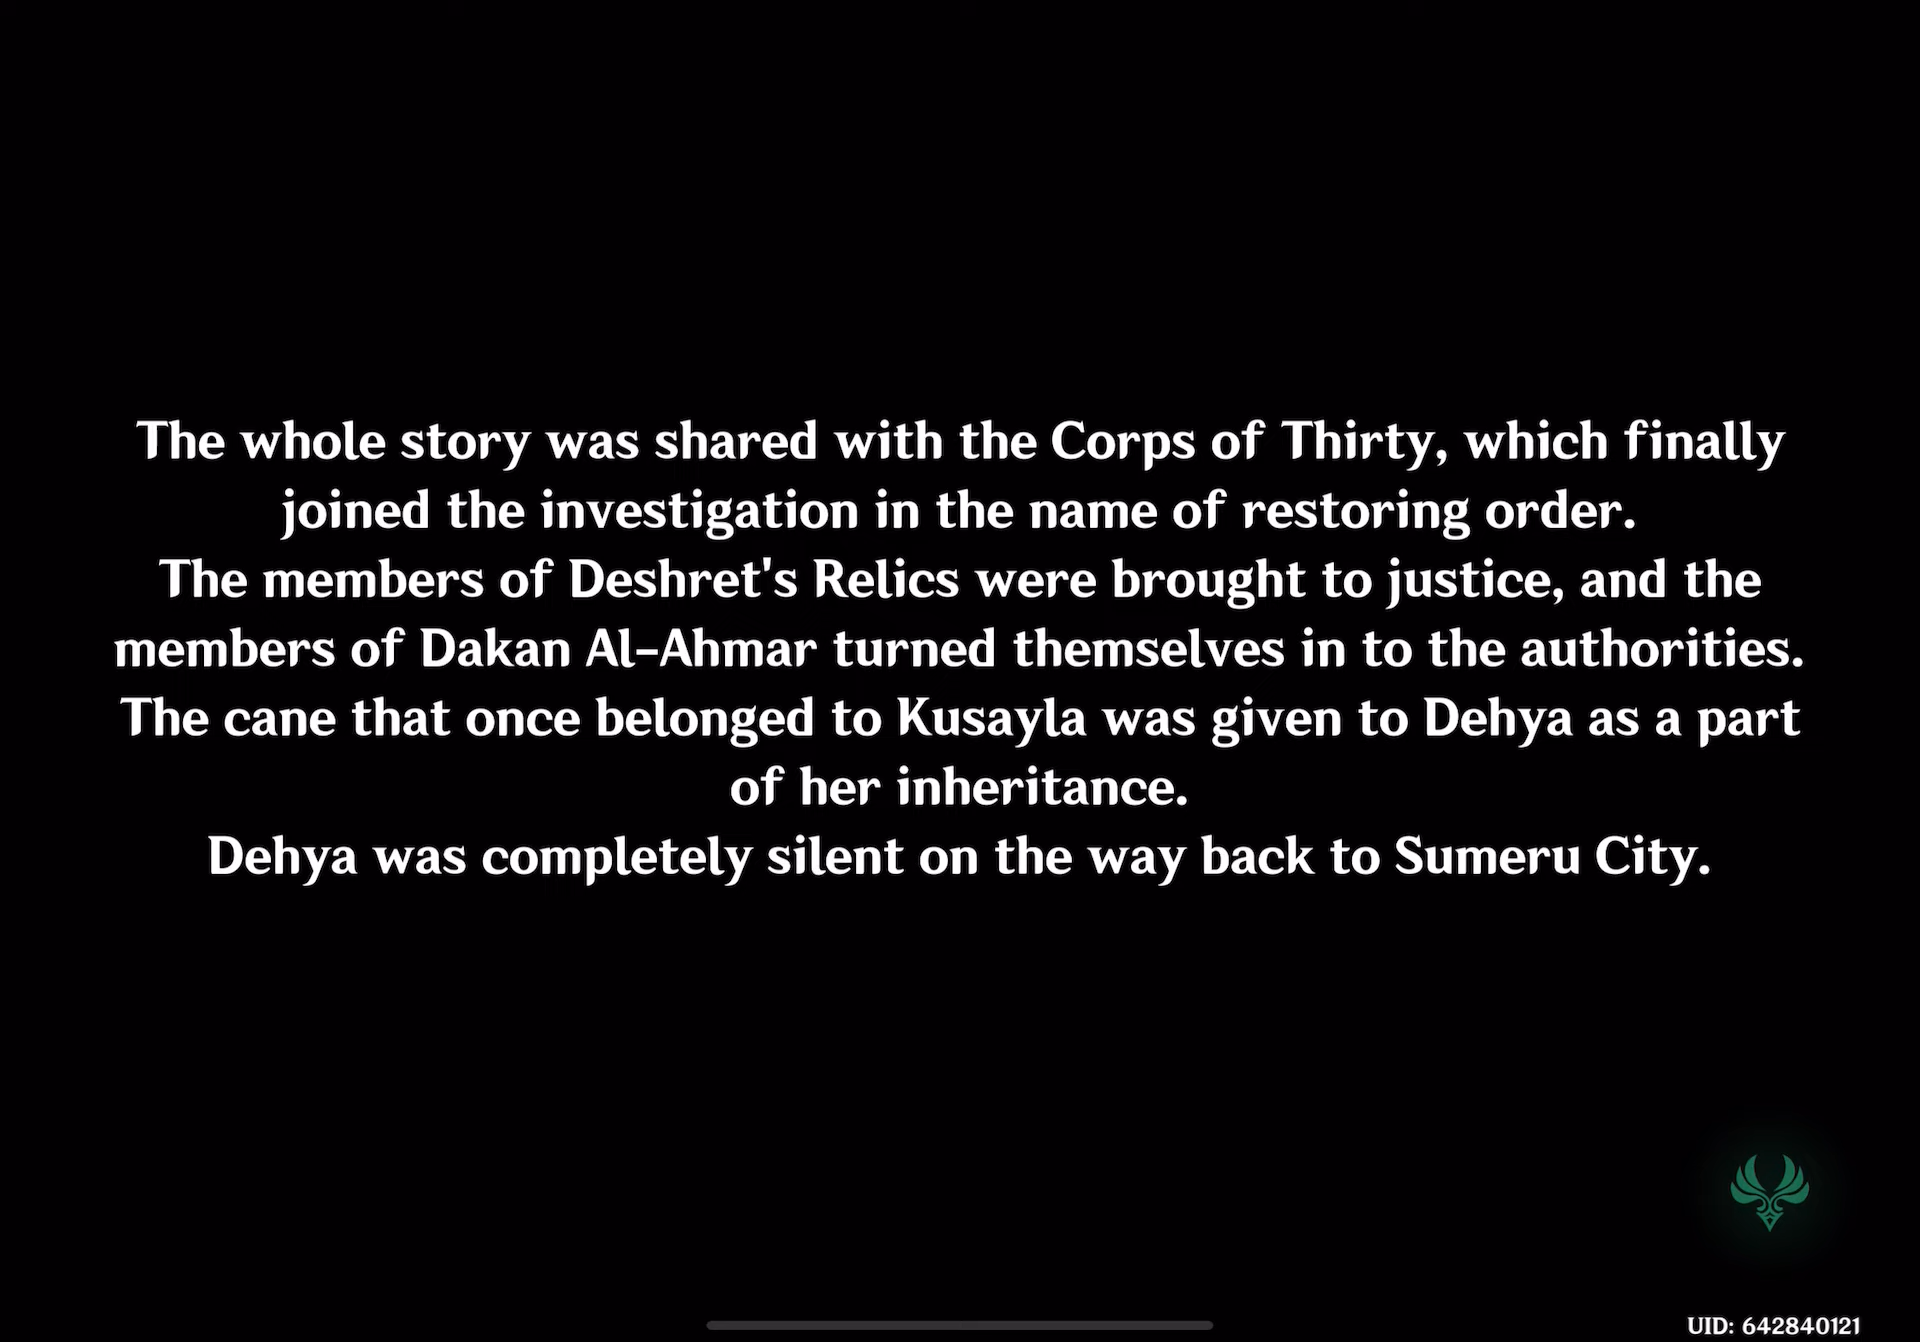 The whole story was shared with the Corps of Thirty, which finally
joined the investigation in the name of restoring order.
The members of Deshret's Relics were brought to justice, and the
members of Dakan Al-Ahmar turned themselves in to the authorities.
The cane that once belonged to Kusayla was given to Dehya as a part
of her inheritance.
Dehya was completely silent on the way back to Sumeru City.
UID: 642840121